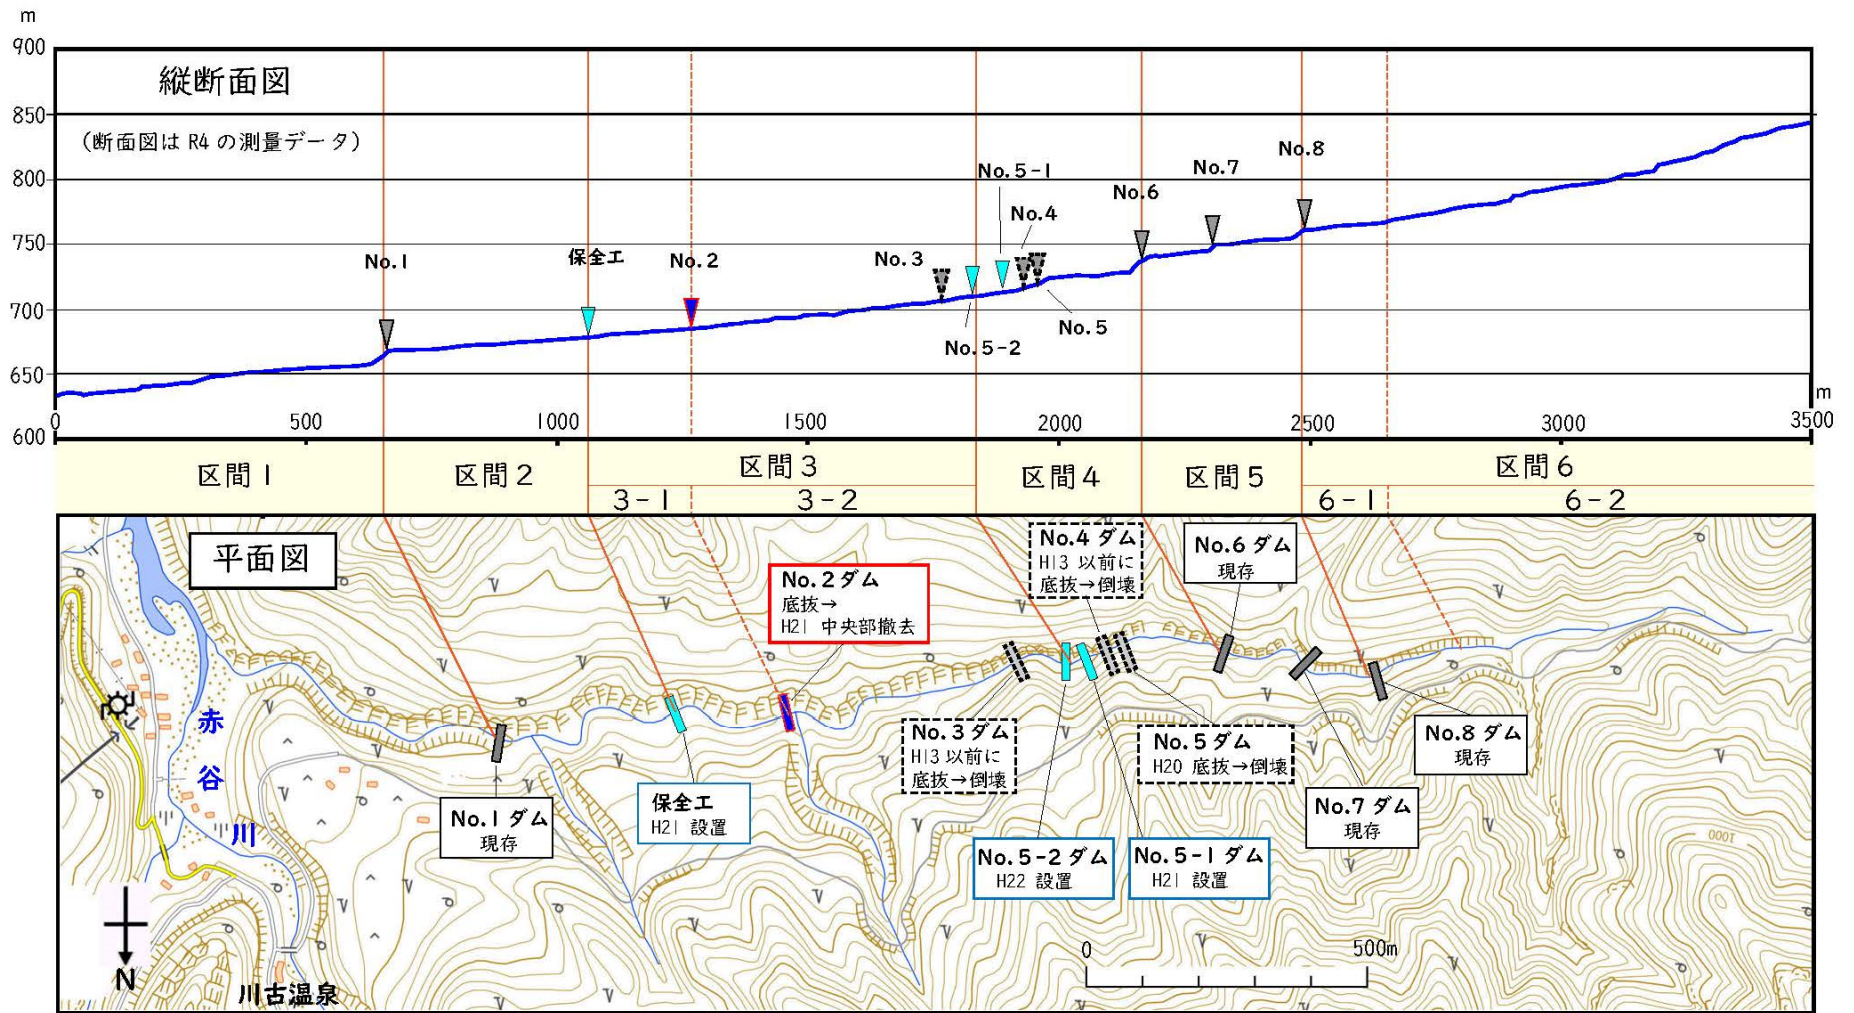 m
900
縦断面図
850
(断面図は R4 の測量データ)
800
750
700
650
600
No.1
保全工
No.2
No.3
No.5-2
No.5-1
No.4
No.5
No.6
No.7
No.8
m
0
500
1000
1500
2000
2500
3000
3500
区間1
区間2
区間3
区間4
区間5
区間6
3-1
3-2
6-1
6-2
平面図
No.4 ダム
H13 以前に
底抜→倒壊
No.6 ダム
現存
No.2 ダム
底抜→
H21 中央部撤去
赤
谷
川
No.3 ダム
H13 以前に
底抜→倒壊
No.5 ダム
H20 底抜→倒壊
No.8 ダム
現存
No.1 ダム
現存
保全工
H21 設置
No.7 ダム
現存
No.5-2 ダム
H22 設置
No.5-1 ダム
H21 設置
1000
0
500m
N
川古温泉